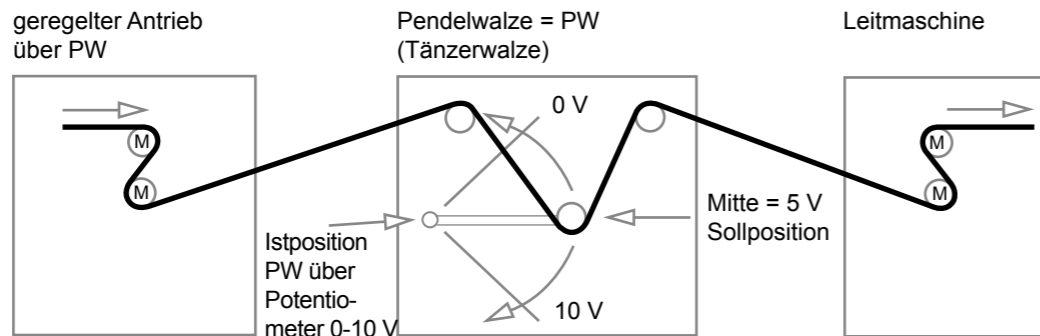 geregelter Antrieb
über PW
Pendelwalze = PW
(Tänzerwalze)
Leitmaschine
0 V
M
M
M
M
Mitte = 5 V
Sollposition
Istposition
PW über
Potentio-
meter 0-10 V
10 V